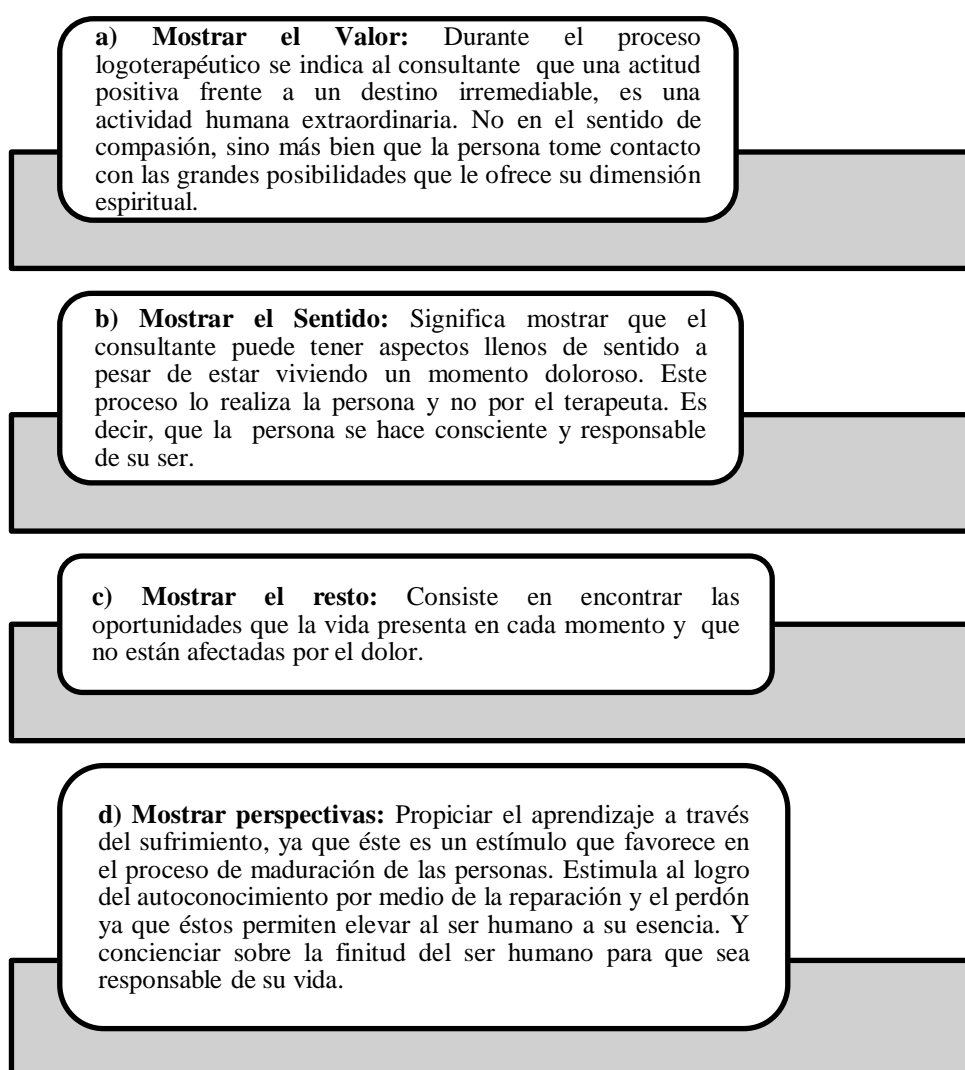 a) Mostrar el Valor: Durante el proceso
logoterapéutico se indica al consultante que una actitud
positiva frente a un destino irremediable, es una
actividad humana extraordinaria. No en el sentido de
compasión, sino más bien que la persona tome contacto
con las grandes posibilidades que le ofrece su dimensión
espiritual.
b) Mostrar el Sentido: Significa mostrar que el
consultante puede tener aspectos llenos de sentido a
pesar de estar viviendo un momento doloroso. Este
proceso lo realiza la persona y no por el terapeuta. Es
decir, que la persona se hace consciente y responsable
de su ser.
c) Mostrar el resto: Consiste en encontrar las
oportunidades que la vida presenta en cada momento y que
no están afectadas por el dolor.
d) Mostrar perspectivas: Propiciar el aprendizaje a través
del sufrimiento, ya que éste es un estímulo que favorece en
el proceso de maduración de las personas. Estimula al logro
del autoconocimiento por medio de la reparación y el perdón
ya que éstos permiten elevar al ser humano a su esencia. Y
concienciar sobre la finitud del ser humano para que sea
responsable de su vida.